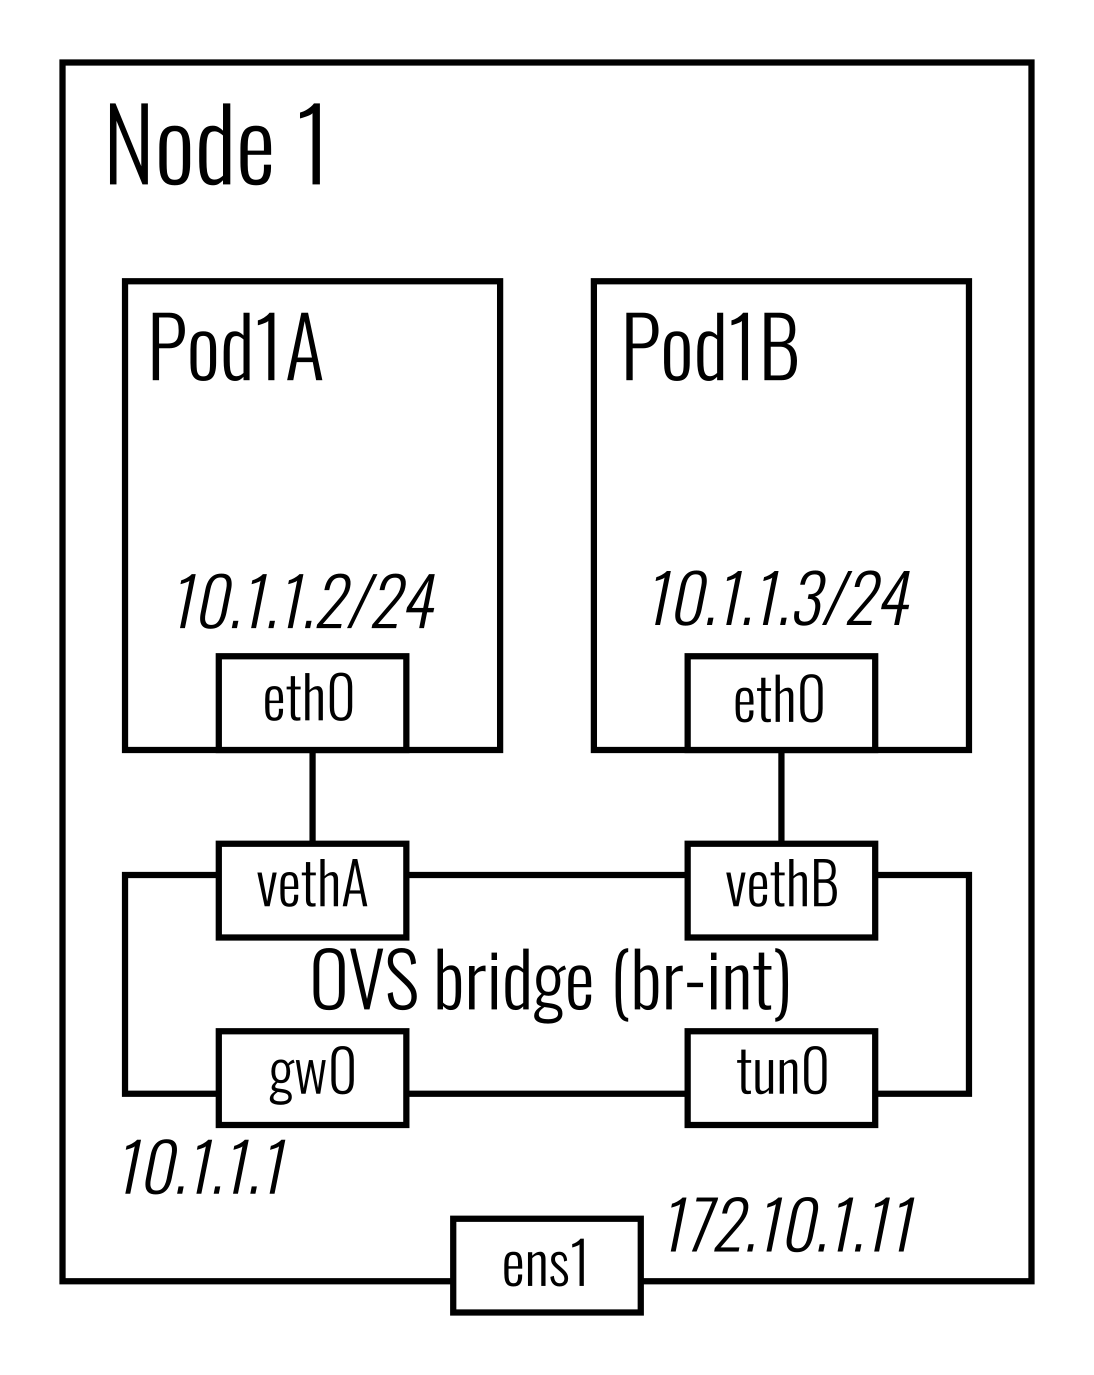 Node 1
Pod1A
Pod1B
10.1.1.2/24
10.1.1.3/24
eth0
eth0
vethA
vethB
OVS bridge (br-int)
gw0
tun0
10.1.1.1
172.10.1.11
ens1